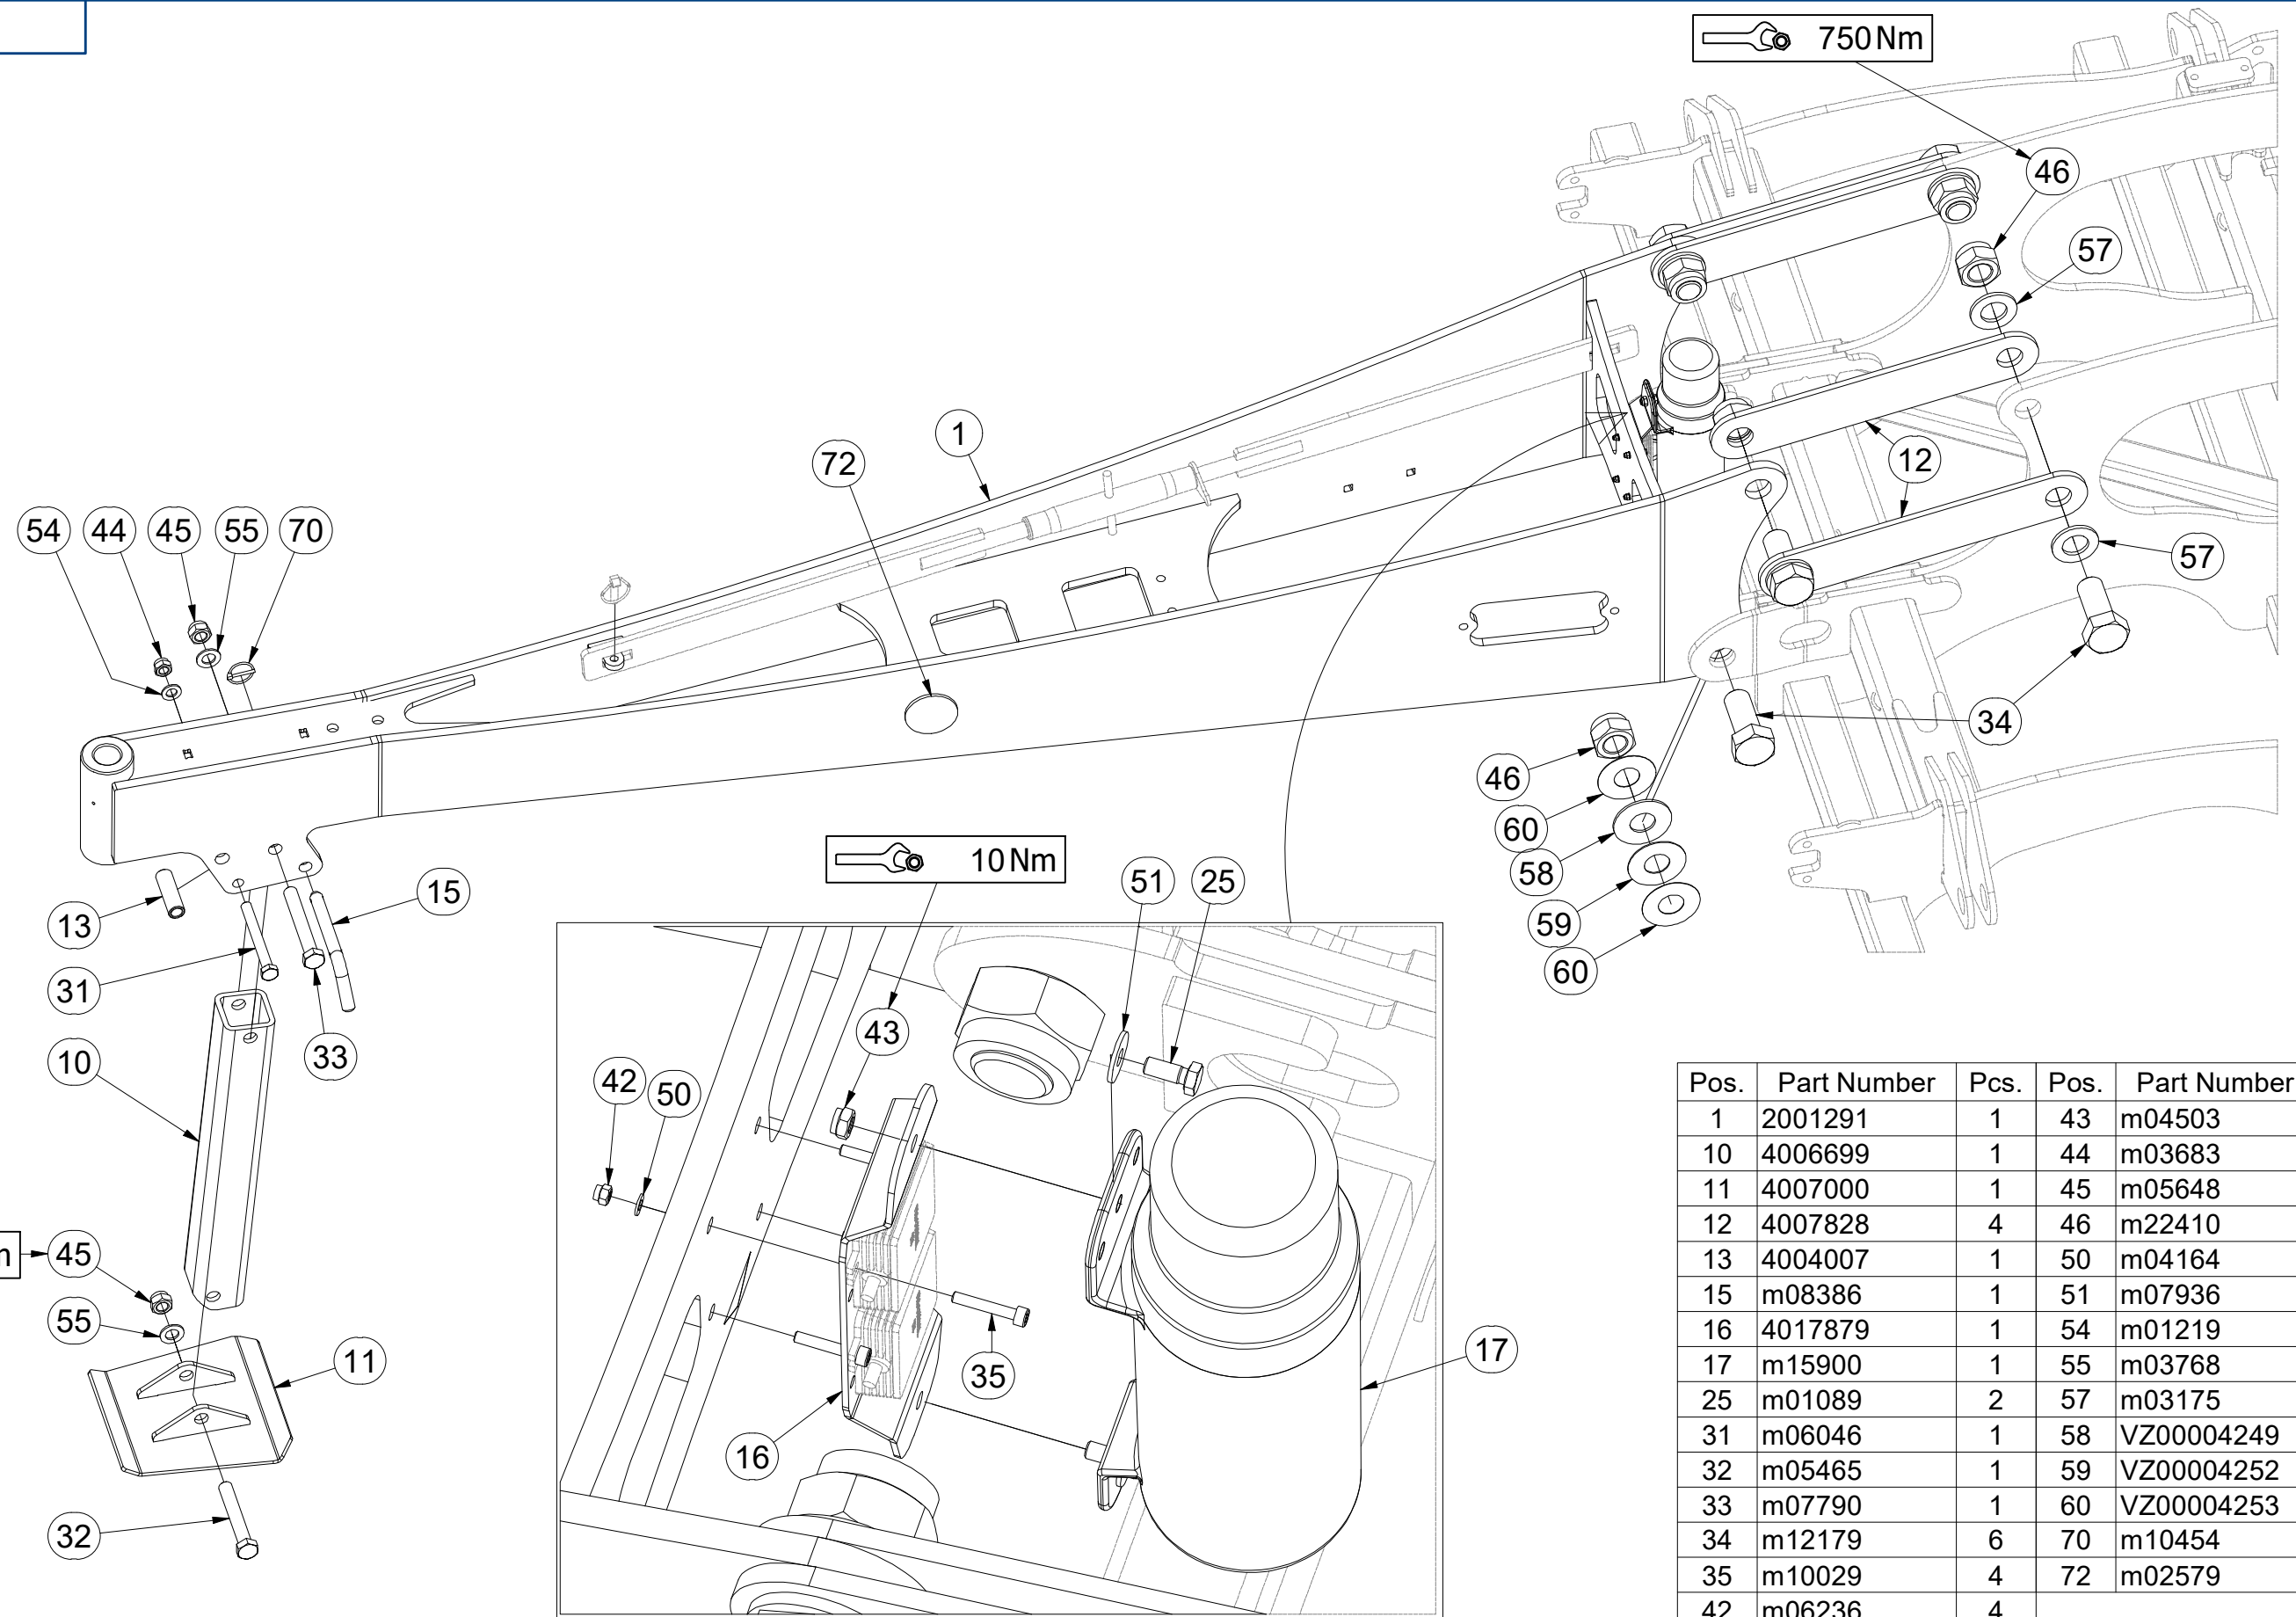 750 Nm
46
57
1
72
12
54 44 45 55 70
57
34
46
60
58
59
60
10 Nm
51 25
15
13
31
33
10
43
42 50
45
55
11
35
17
16
32
Pos. Part Number Pcs. Pos. Part Number
1 2001291 1 43 m04503
10 4006699 1 44 m03683
11 4007000 1 45 m05648
12 4007828 4 46 m22410
13 4004007 1 50 m04164
15 m08386 1 51 m07936
16 4017879 1 54 m01219
17 m15900 1 55 m03768
25 m01089 2 57 m03175
31 m06046 1 58 VZ00004249
32 m05465 1 59 VZ00004252
33 m07790 1 60 VZ00004253
34 m12179 6 70 m10454
35 m10029 4 72 m02579
42 m06236 4